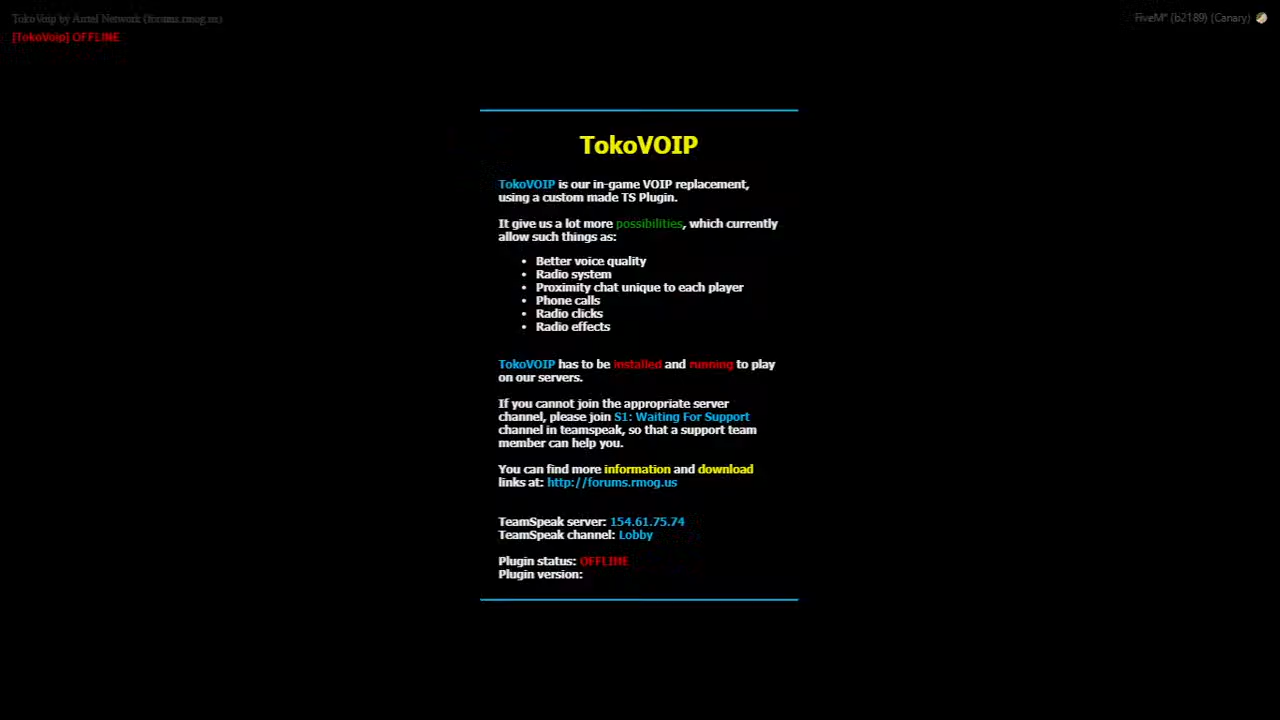 TokoVoip by Airtel Network (forums.rmog.us)
FiveM* (b2189) (Canary)
[TokoVoip] OFFLINE
TokoVOIP
TokoVOIP is our in-game VOIP replacement,
using a custom made TS Plugin.
It give us a lot more possibilities, which currently
allow such things as:
• Better voice quality
• Radio system
• Proximity chat unique to each player
• Phone calls
• Radio clicks
• Radio effects
TokoVOIP has to be installed and running to play
on our servers.
If you cannot join the appropriate server
channel, please join S1: Waiting For Support
channel in teamspeak, so that a support team
member can help you.
You can find more information and download
links at: http://forums.rmog.us
TeamSpeak server: 154.61.75.74
TeamSpeak channel: Lobby
Plugin status: OFFLINE
Plugin version: